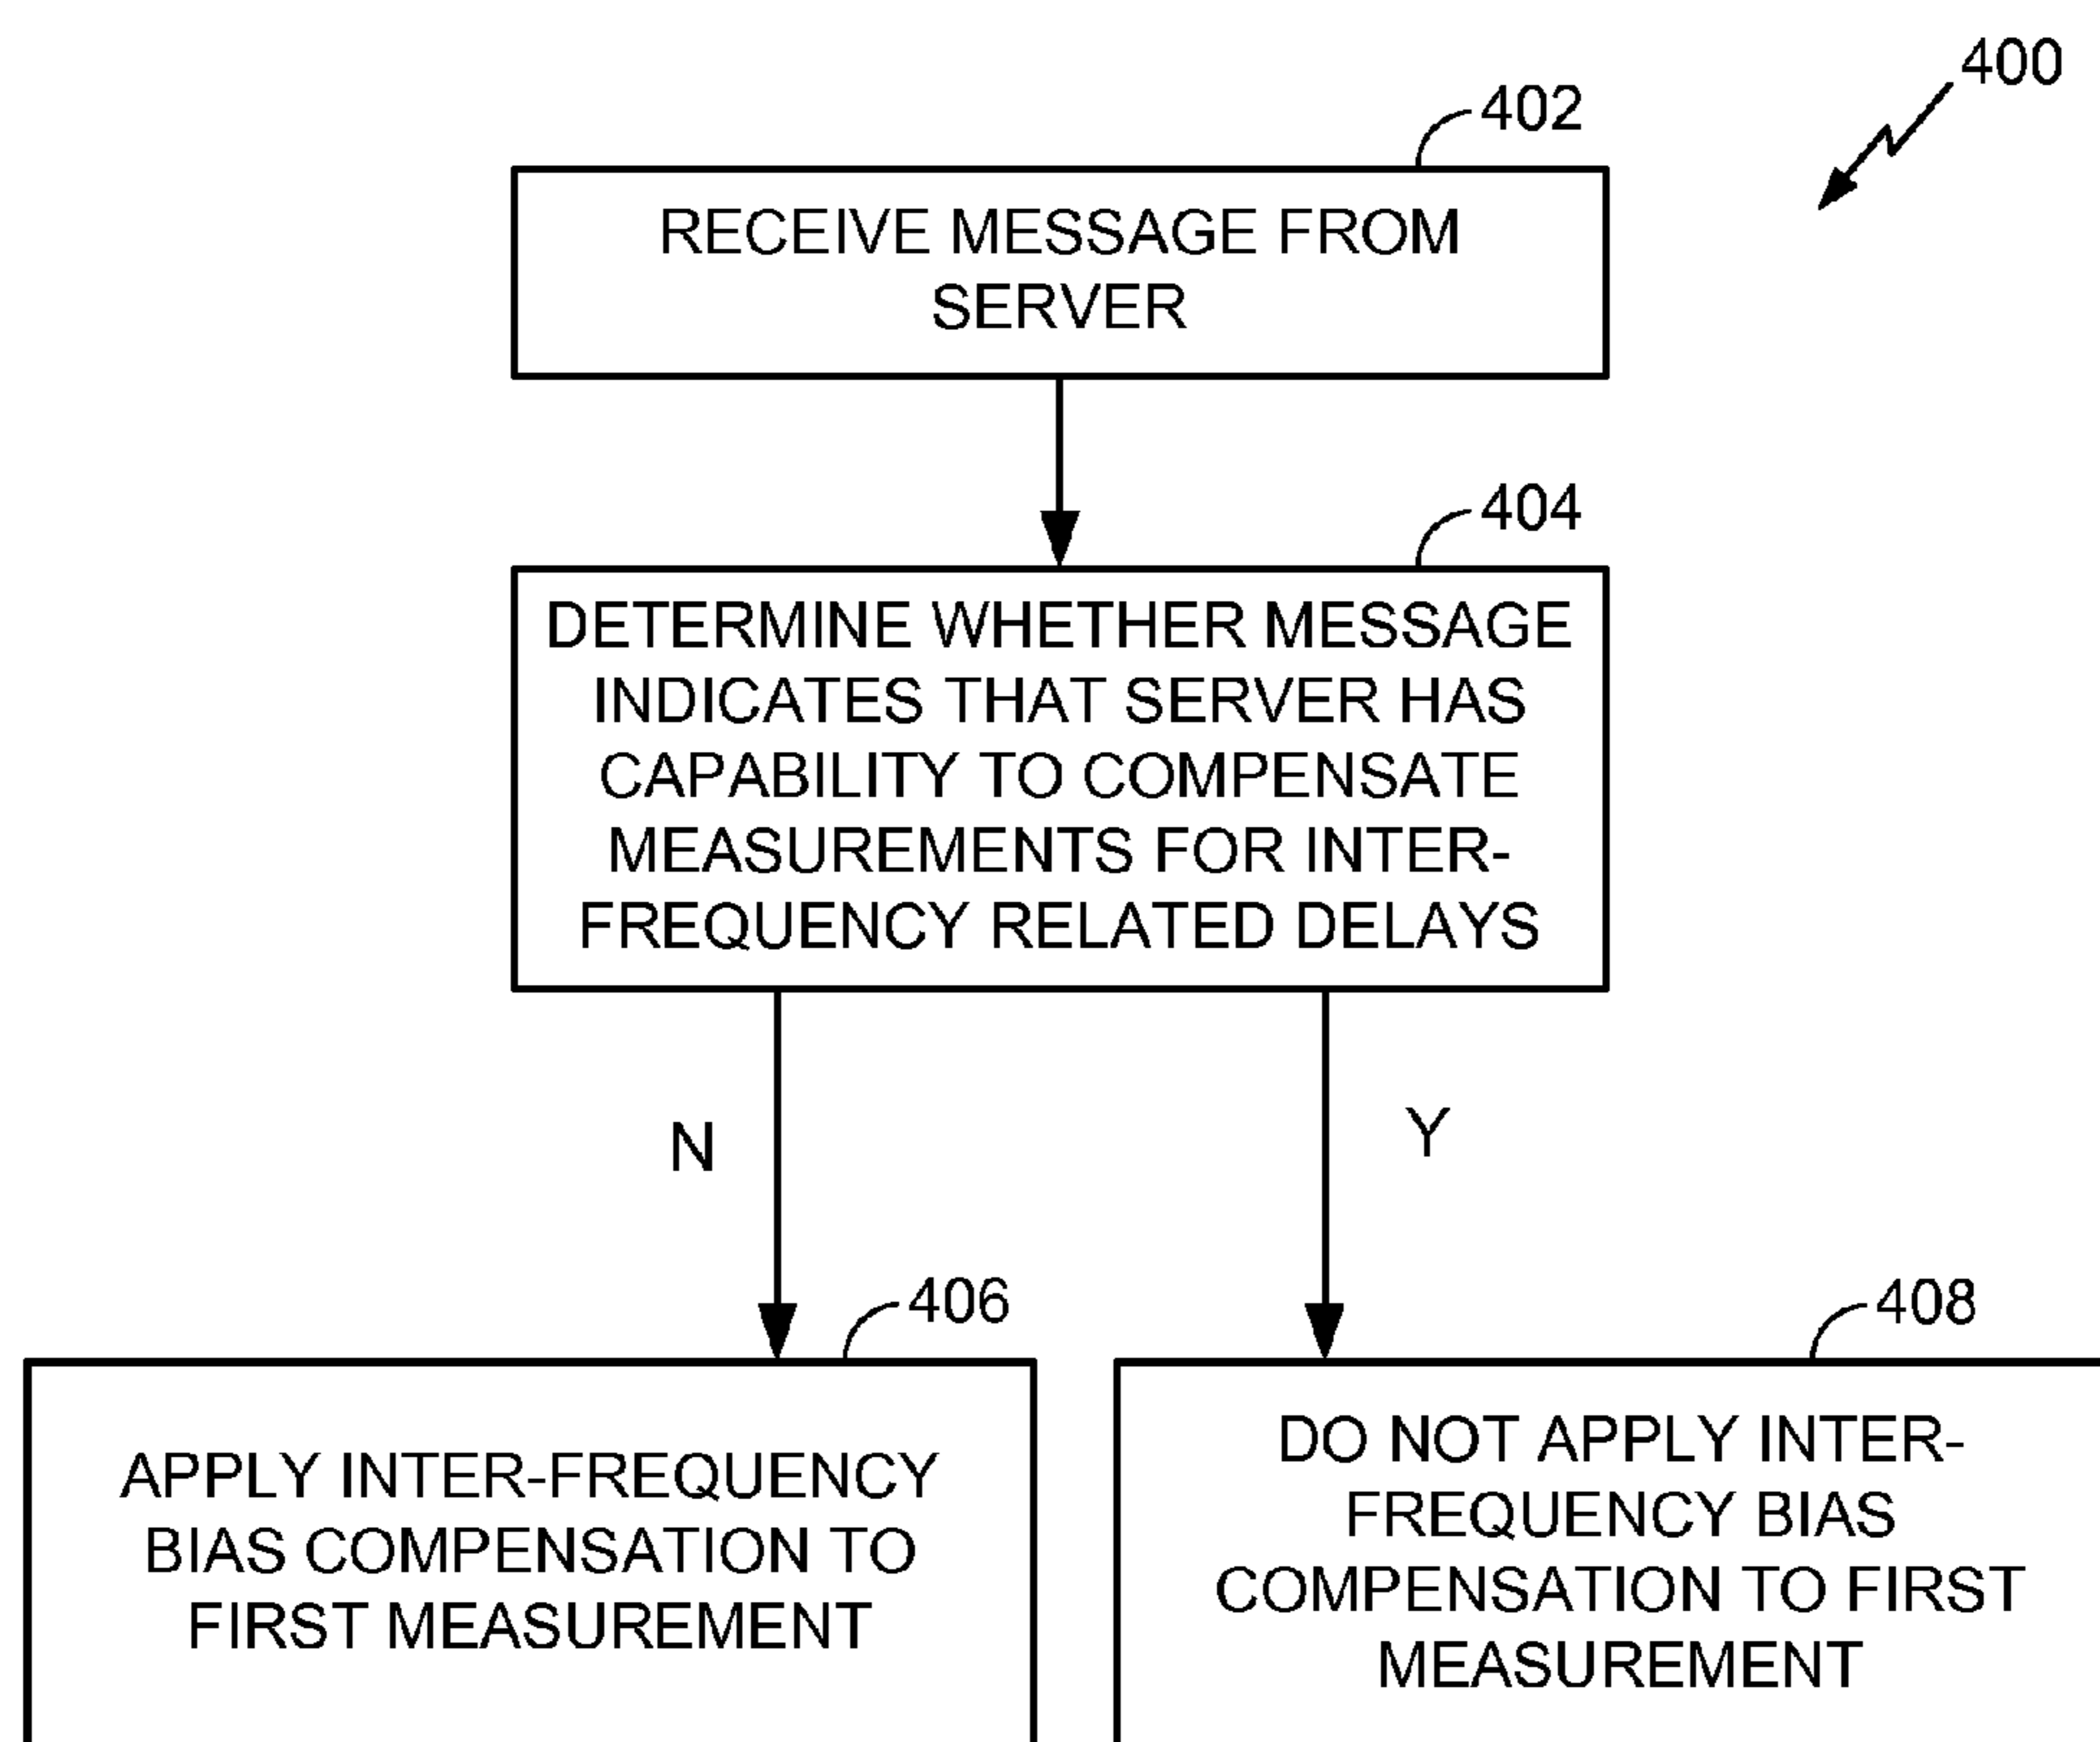 400
402
RECEIVE MESSAGE FROM
SERVER
404
DETERMINE WHETHER MESSAGE
INDICATES THAT SERVER HAS
CAPABILITY TO COMPENSATE
MEASUREMENTS FOR INTER-
FREQUENCY RELATED DELAYS
N
Y
406
APPLY INTER-FREQUENCY
BIAS COMPENSATION TO
FIRST MEASUREMENT
408
DO NOT APPLY INTER-
FREQUENCY BIAS
COMPENSATION TO FIRST
MEASUREMENT